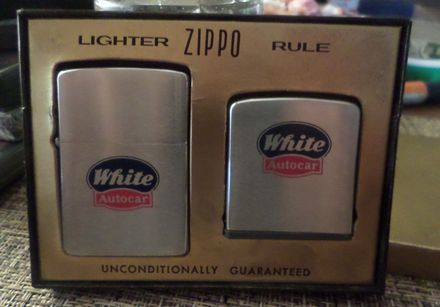 LIGHTER ZIPPO RULE
White
Autocar
White
Autocar
UNCONDITIONALLY GUARANTEED